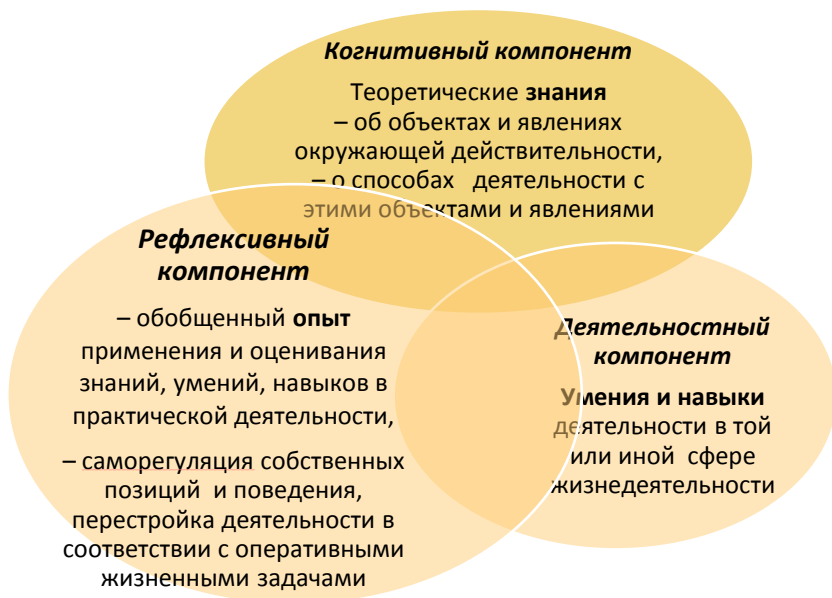 Когнитивный компонент
Теоретические знания
– об объектах и явлениях
окружающей действительности,
– о способах деятельности с
этими объектами и явлениями
Рефлексивный
компонент
– обобщенный опыт
применения и оценивания
знаний, умений, навыков в
практической деятельности,
– саморегуляция собственных
позиций и поведения,
перестройка деятельности в
соответствии с оперативными
жизненными задачами
Деятельностный
компонент
Умения и навыки
деятельности в той
или иной сфере
жизнедеятельности